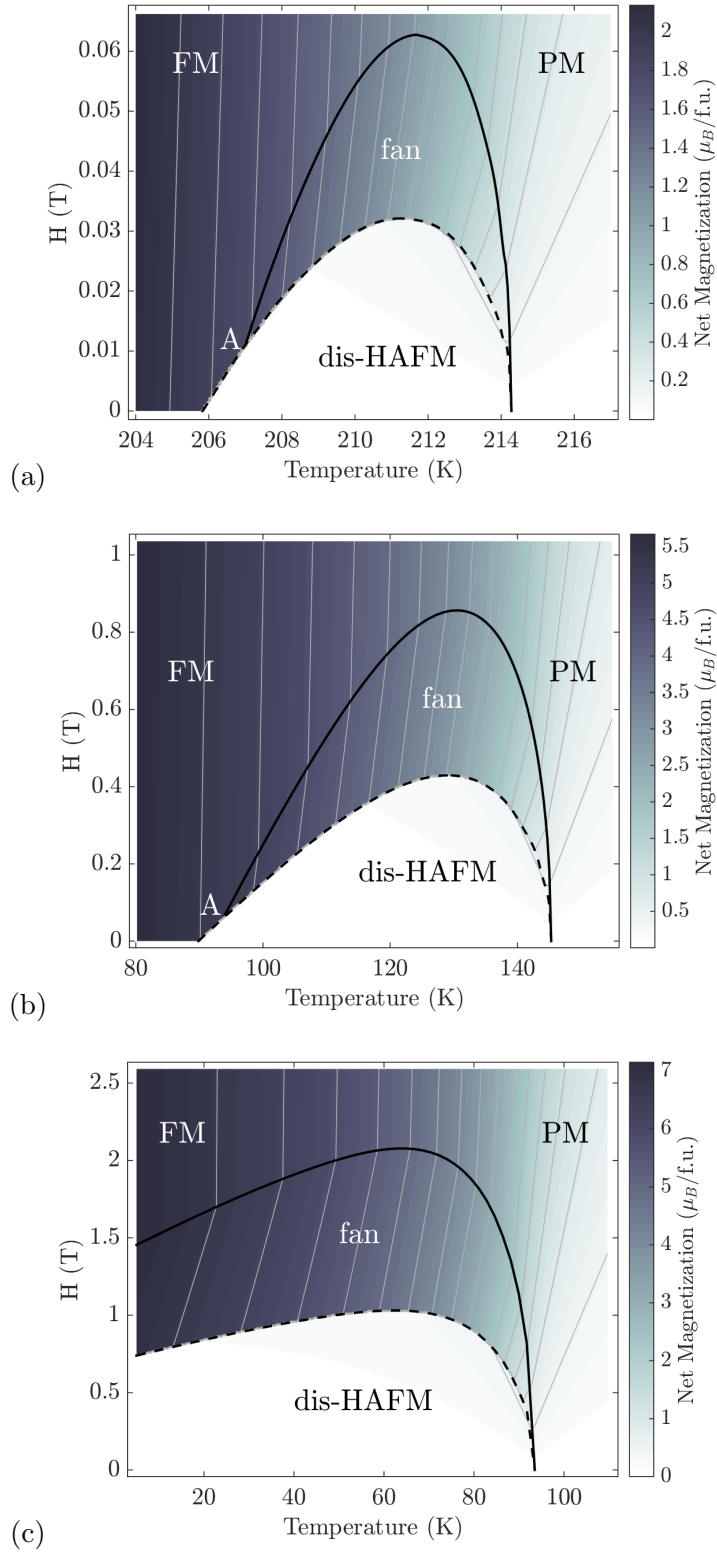 0.06
0.05
0.04
0.03
0.02
0.01
0
H (T)
FM
PM
fan
A
dis-HAFM
204 206 208 210 212 214 216
Temperature (K)
1.8
1.6
1.4
1.2
1
0.8
0.6
0.4
0.2
2
Net Magnetization (μB/f.u.)
(a)
1
0.8
0.6
0.4
0.2
0
H (T)
FM
PM
fan
A
dis-HAFM
80 100 120 140
Temperature (K)
5.5
5
4.5
4
3.5
3
2.5
2
1.5
1
0.5
Net Magnetization (μB/f.u.)
(b)
2.5
2
1.5
1
0.5
0
H (T)
FM
PM
fan
dis-HAFM
20 40 60 80 100
Temperature (K)
7
6
5
4
3
2
1
0
Net Magnetization (μB/f.u.)
(c)